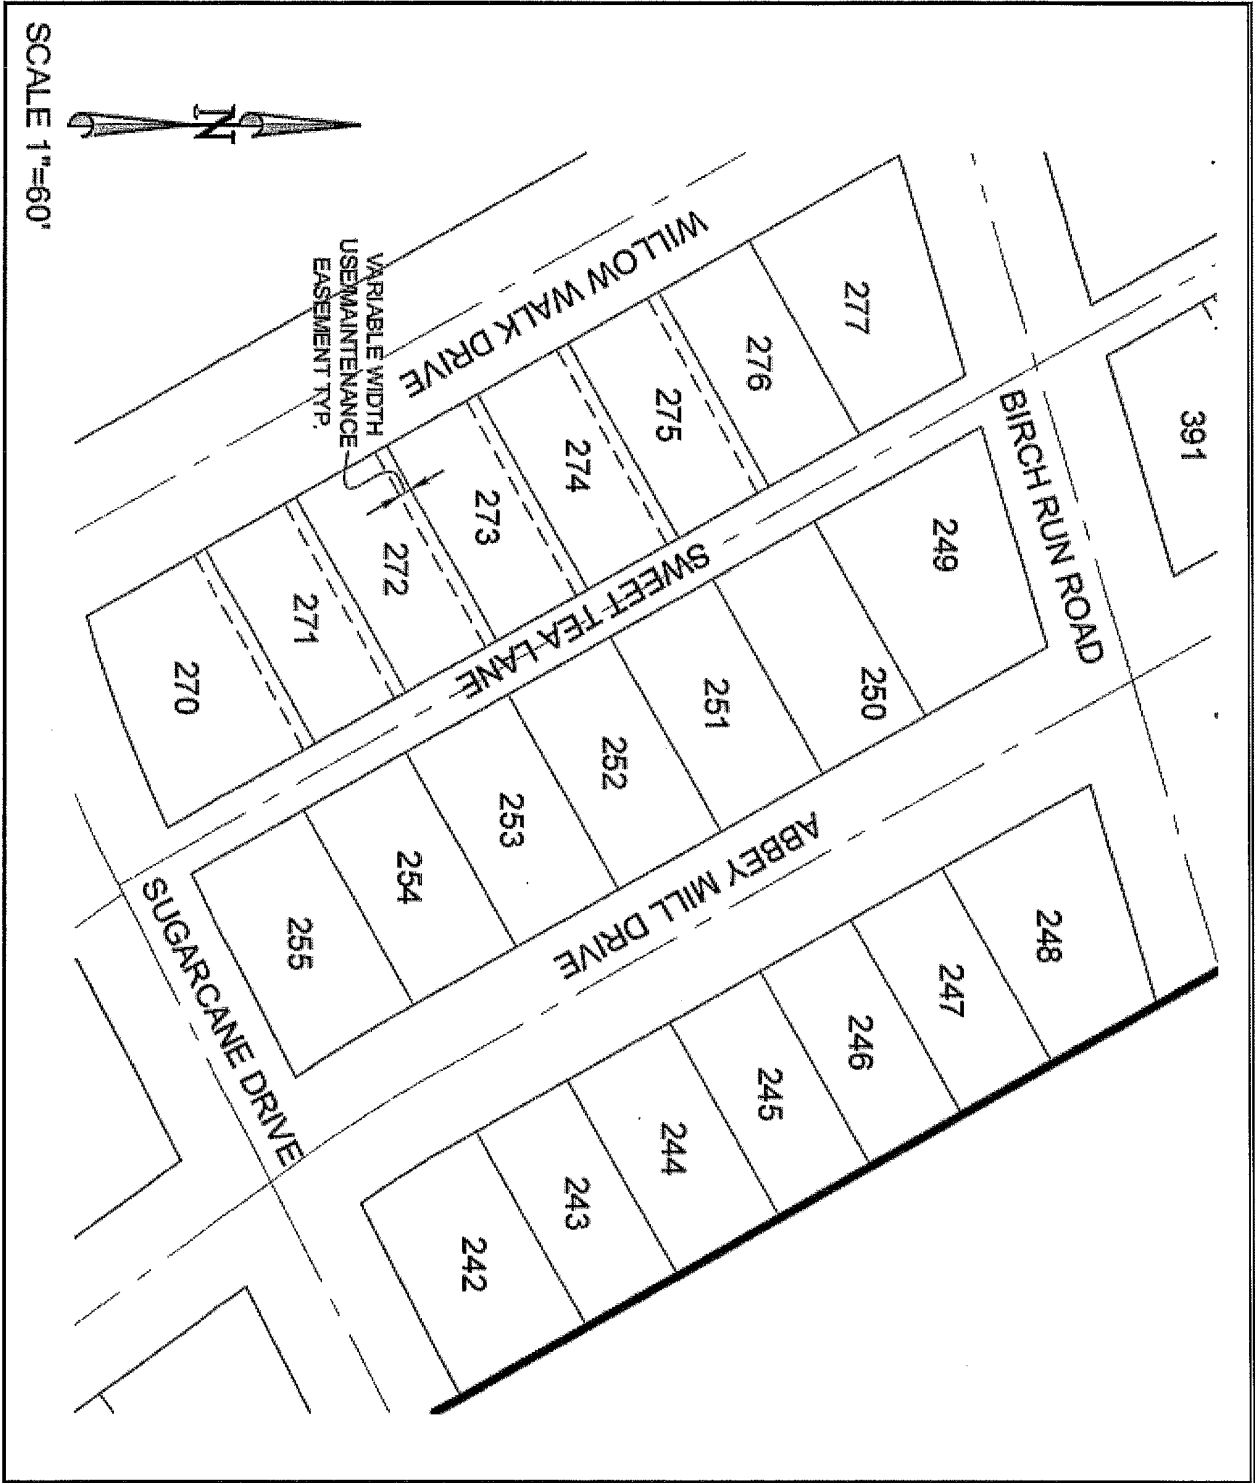 SCALE 1"=60'
N
WILLOW WALK DRIVE
VARIABLE WIDTH
USE/MAINTENANCE
EASEMENT TYP.
277
276
275
274
273
272
271
270
SWEET TEA LANE
BIRCH RUN ROAD
391
249
250
251
252
253
254
255
SUGARCANE DRIVE
ABBEY MILL DRIVE
248
247
246
245
244
243
242